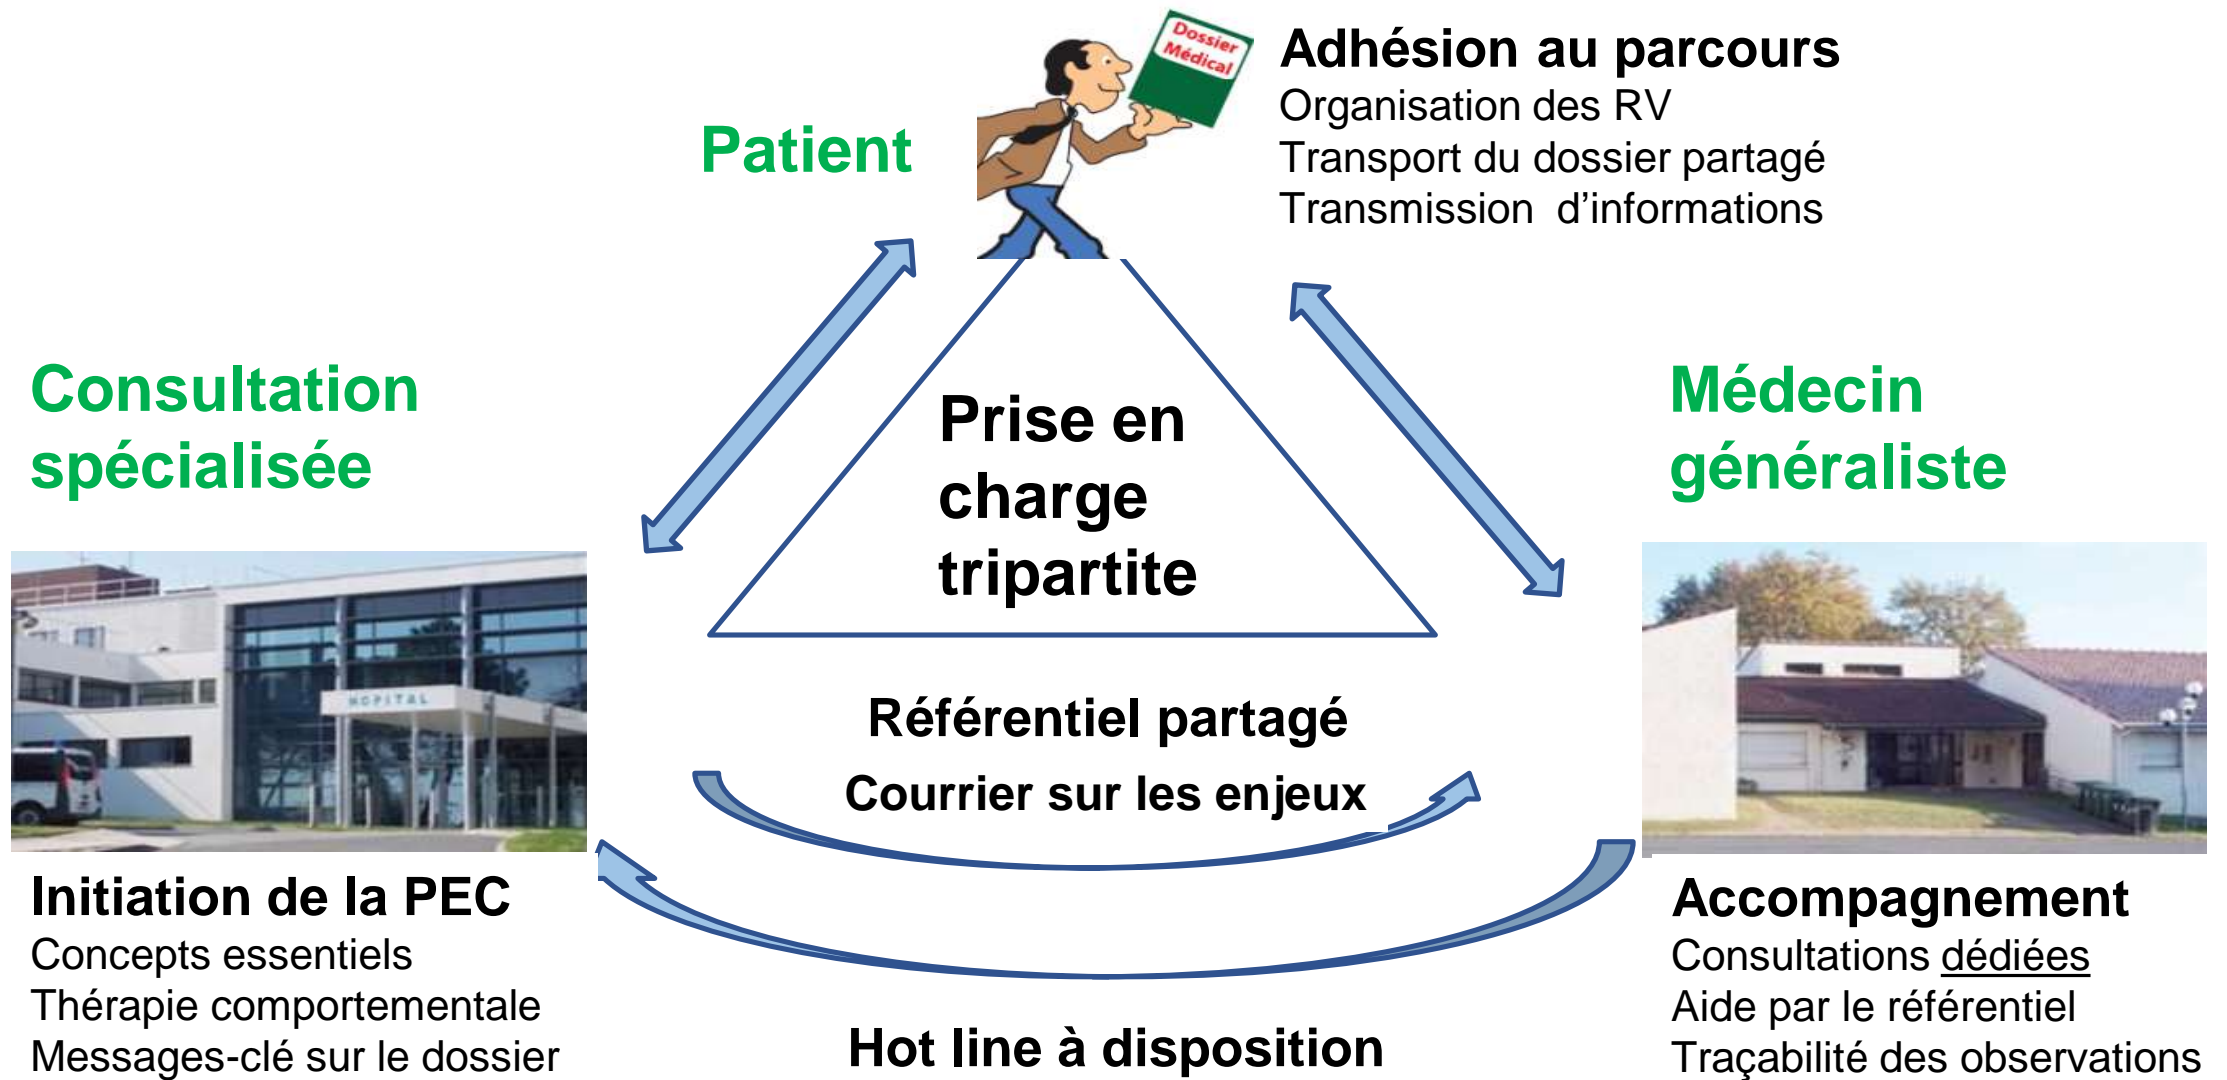 Dossier
Médical
Adhésion au parcours
Organisation des RV
Transport du dossier partagé
Transmission d’informations
Patient
Consultation
spécialisée
Prise en
charge
tripartite
Médecin
généraliste
HOPITAL
Référentiel partagé
Courrier sur les enjeux
Initiation de la PEC
Concepts essentiels
Thérapie comportementale
Messages-clé sur le dossier
Hot line à disposition
Accompagnement
Consultations dédiées
Aide par le référentiel
Traçabilité des observations